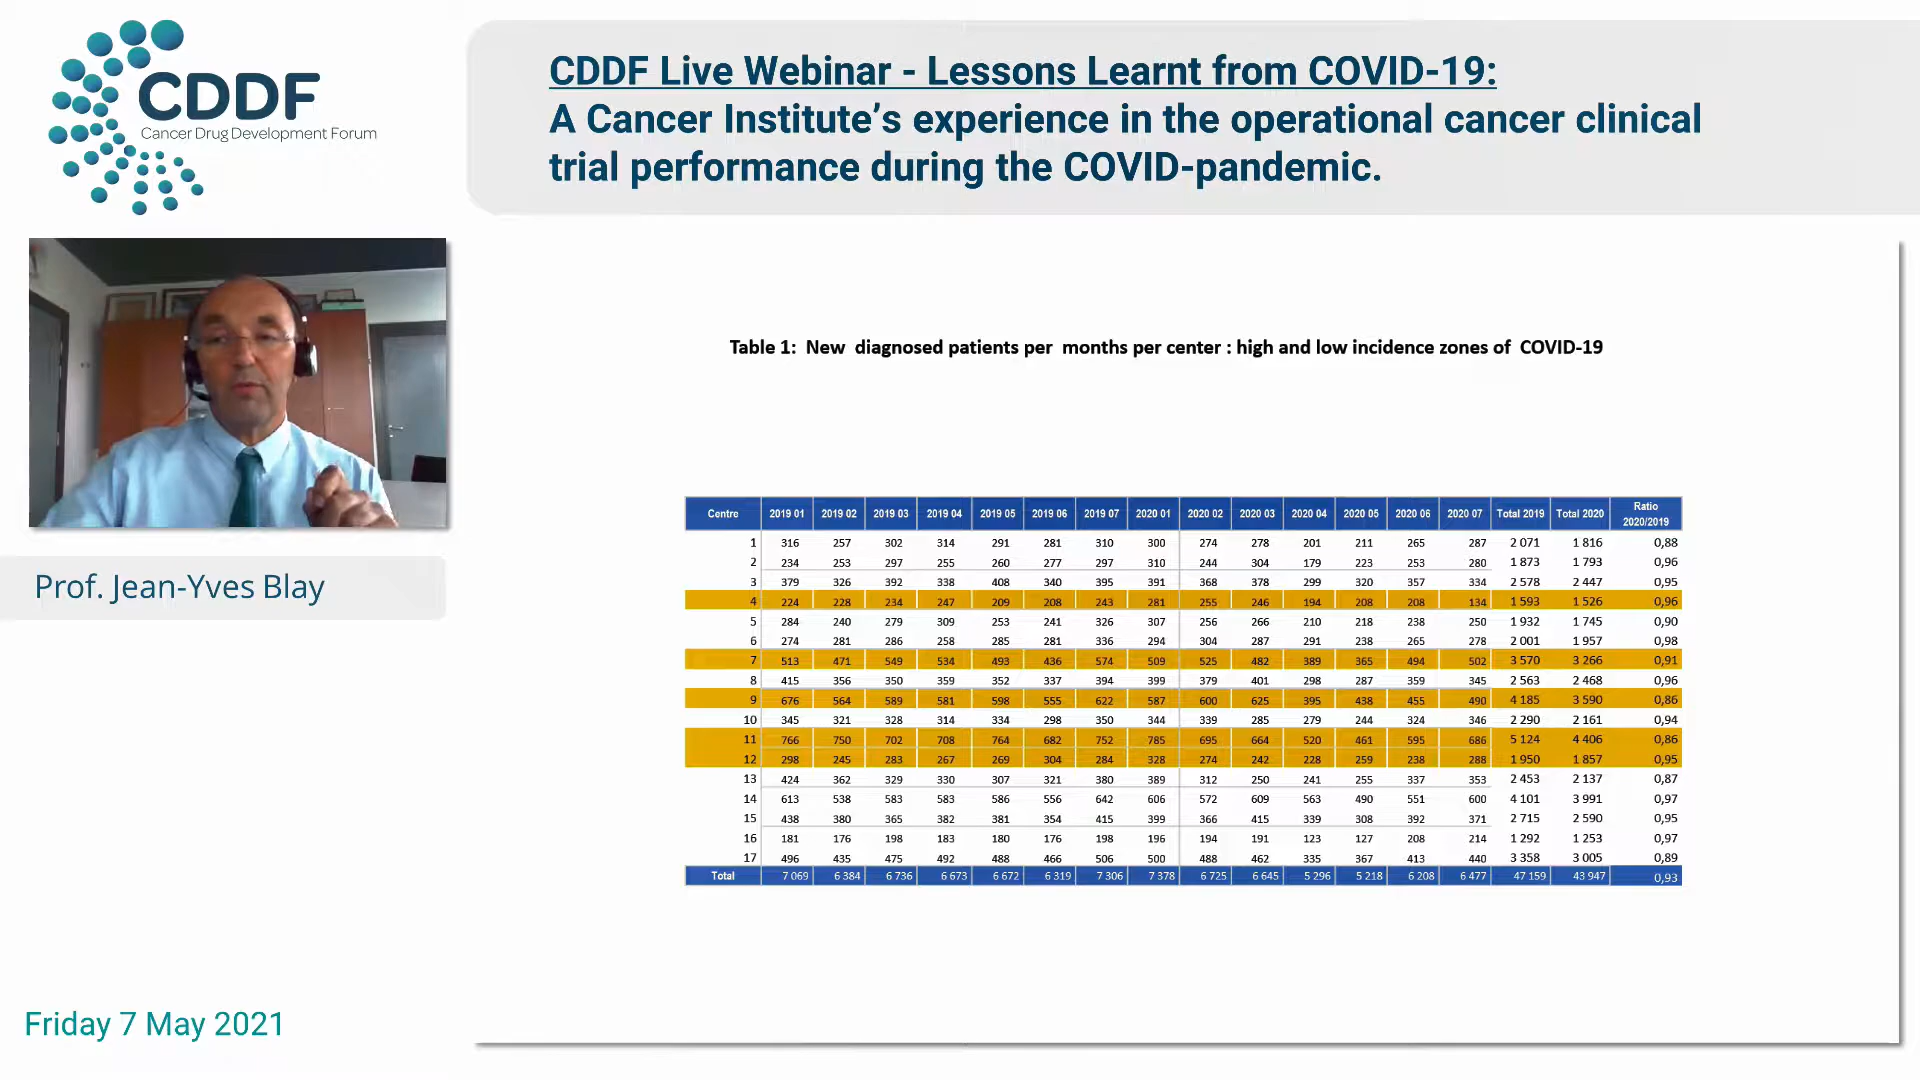 CDDF
Cancer Drug Development Forum
CDDF Live Webinar - Lessons Learnt from COVID-19:
A Cancer Institute’s experience in the operational cancer clinical
trial performance during the COVID-pandemic.
Prof. Jean-Yves Blay
Friday 7 May 2021
Table 1: New diagnosed patients per months per center : high and low incidence zones of COVID-19
Centre 2019 01 2019 02 2019 03 2019 04 2019 05 2019 06 2019 07 2020 01 2020 02 2020 03 2020 04 2020 05 2020 06 2020 07 Total 2019 Total 2020 Ratio 2020/2019
1 316 257 302 314 291 281 310 300 274 278 201 211 265 287 2 071 1 816 0,88
2 234 253 297 255 260 277 297 310 244 304 179 223 253 280 1 873 1 793 0,96
3 379 326 392 338 408 340 395 391 368 378 299 320 357 334 2 578 2 447 0,95
4 224 228 234 247 209 208 243 281 255 246 194 208 208 134 1 593 1 526 0,96
5 284 240 279 309 253 241 326 307 256 266 210 218 238 250 1 932 1 745 0,90
6 274 281 286 258 285 281 336 294 304 287 291 238 265 278 2 001 1 957 0,98
7 513 471 549 534 493 436 574 509 525 482 389 365 494 502 3 570 3 266 0,91
8 415 356 350 359 352 337 394 399 379 401 298 287 359 345 2 563 2 468 0,96
9 676 564 589 581 598 555 622 587 600 625 395 438 455 490 4 185 3 590 0,86
10 345 321 328 314 334 298 350 344 339 285 279 244 324 346 2 290 2 161 0,94
11 766 750 702 708 764 682 752 785 695 664 520 461 595 686 5 124 4 406 0,86
12 298 245 283 267 269 304 284 328 274 242 228 259 238 288 1 950 1 857 0,95
13 424 362 329 330 307 321 380 389 312 250 241 255 337 353 2 453 2 137 0,87
14 613 538 583 583 586 556 642 606 572 609 563 490 551 600 4 101 3 991 0,97
15 438 380 365 382 381 354 415 399 366 415 339 308 392 371 2 715 2 590 0,95
16 181 176 198 183 180 176 198 196 194 191 123 127 208 214 1 292 1 253 0,97
17 496 435 475 492 488 466 506 500 488 462 335 367 413 440 3 358 3 005 0,89
Total 7 069 6 384 6 736 6 673 6 672 6 319 7 306 7 378 6 725 6 645 5 296 5 218 6 208 6 477 47 159 43 947 0,93